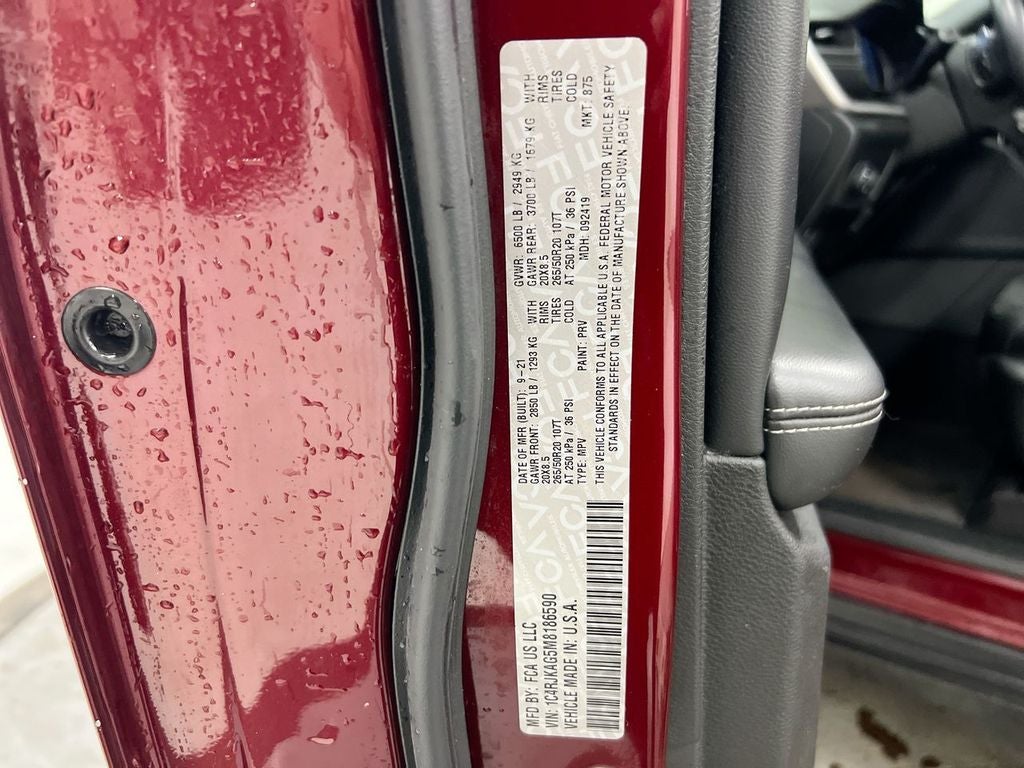 MFD BY: FCA US LLC
DATE OF MFR (BUILT): 9-21
GVWR: 6500 LB / 2949 KG
GAWR FRONT: 2850 LB / 1293 KG WITH
GAWR REAR: 3700 LB / 1679 KG WITH
20X8.5 RIMS
20X8.5 RIMS
265/50R20 107T TIRES
265/50R20 107T TIRES
AT 250 kPa / 36 PSI COLD
AT 250 kPa / 36 PSI COLD
VIN: 1C4RJKAG5M8186590
TYPE: MPV
PAINT: PRV
MDH: 092419
MKT: 875
VEHICLE MADE IN: U.S.A.
THIS VEHICLE CONFORMS TO ALL APPLICABLE U.S.A. FEDERAL MOTOR VEHICLE SAFETY
STANDARDS IN EFFECT ON THE DATE OF MANUFACTURE SHOWN ABOVE.